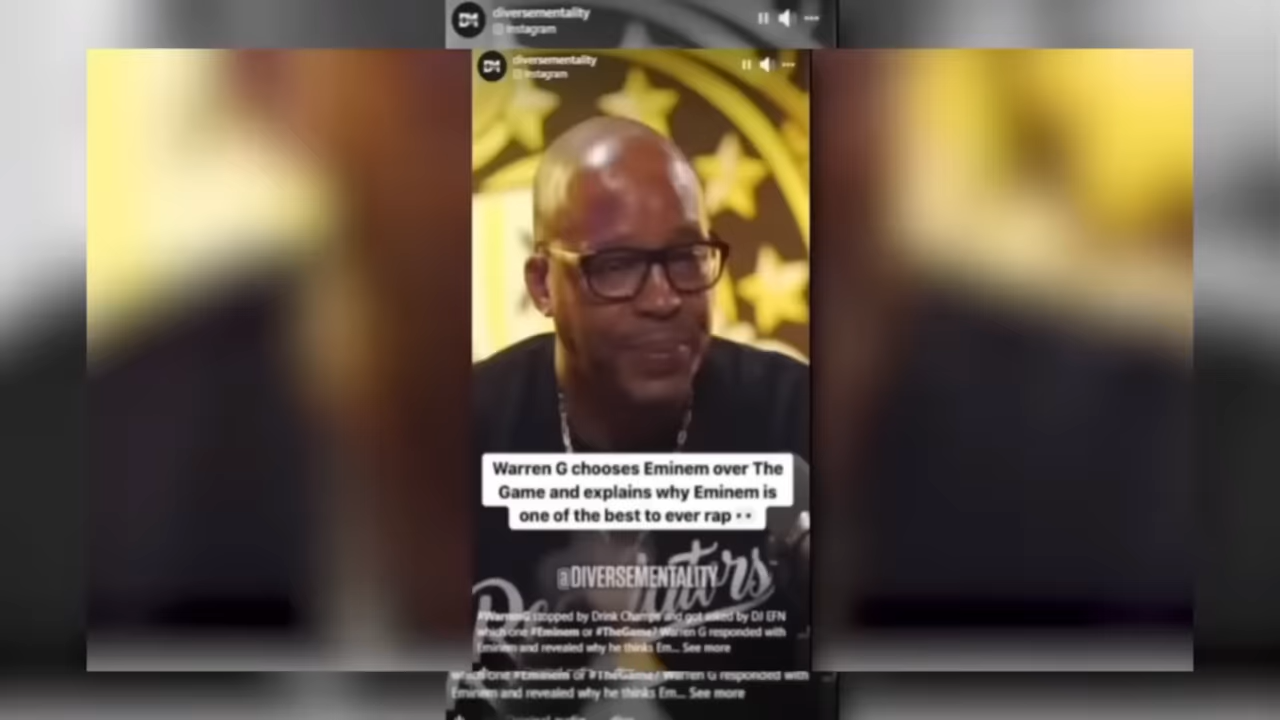 diversementality
Instagram
DM
diversementality
Instagram
Warren G chooses Eminem over The
Game and explains why Eminem is
one of the best to ever rap
@DIVERSEMENTALITY
#WarrenG stopped by Drink Champs and got asked by DJ EFN
which one #Eminem or #TheGame? Warren G responded with
Eminem and revealed why he thinks Em... See more
which one #Eminem or #TheGame? Warren G responded with
Eminem and revealed why he thinks Em... See more